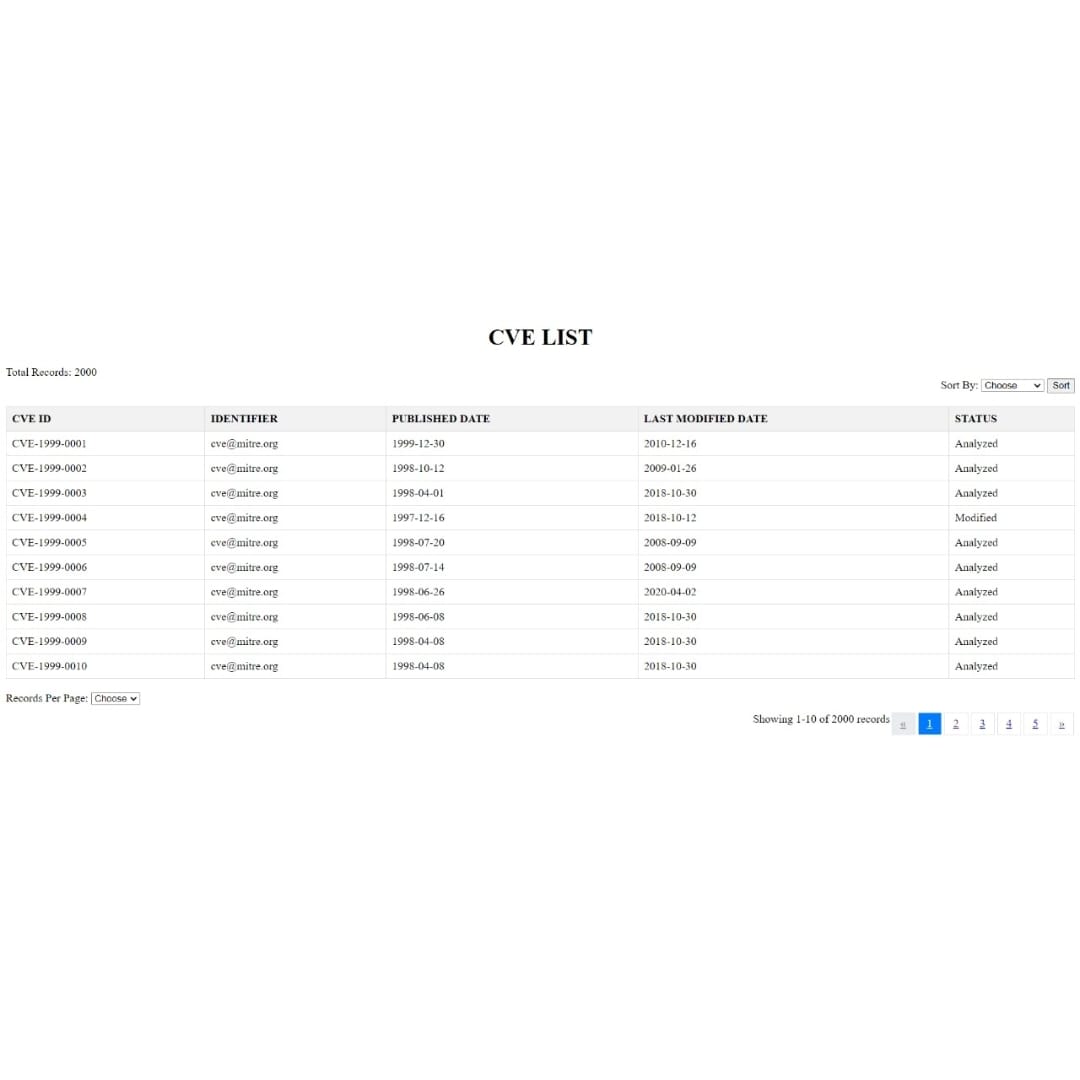 CVE LIST
Total Records: 2000
Sort By: Choose Sort
CVE ID IDENTIFIER PUBLISHED DATE LAST MODIFIED DATE STATUS
CVE-1999-0001 cve@mitre.org 1999-12-30 2010-12-16 Analyzed
CVE-1999-0002 cve@mitre.org 1998-10-12 2009-01-26 Analyzed
CVE-1999-0003 cve@mitre.org 1998-04-01 2018-10-30 Analyzed
CVE-1999-0004 cve@mitre.org 1997-12-16 2018-10-12 Modified
CVE-1999-0005 cve@mitre.org 1998-07-20 2008-09-09 Analyzed
CVE-1999-0006 cve@mitre.org 1998-07-14 2008-09-09 Analyzed
CVE-1999-0007 cve@mitre.org 1998-06-26 2020-04-02 Analyzed
CVE-1999-0008 cve@mitre.org 1998-06-08 2018-10-30 Analyzed
CVE-1999-0009 cve@mitre.org 1998-04-08 2018-10-30 Analyzed
CVE-1999-0010 cve@mitre.org 1998-04-08 2018-10-30 Analyzed
Records Per Page: Choose
Showing 1-10 of 2000 records « 1 2 3 4 5 »